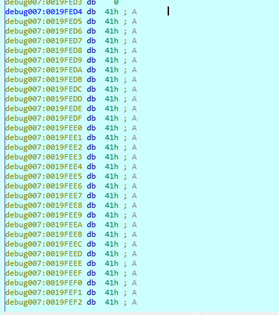 debug007:0019FED3 db 0
debug007:0019FED4 db 41h ; A
debug007:0019FED5 db 41h ; A
debug007:0019FED6 db 41h ; A
debug007:0019FED7 db 41h ; A
debug007:0019FED8 db 41h ; A
debug007:0019FED9 db 41h ; A
debug007:0019FEDA db 41h ; A
debug007:0019FEDB db 41h ; A
debug007:0019FEDC db 41h ; A
debug007:0019FEDD db 41h ; A
debug007:0019FEDE db 41h ; A
debug007:0019FEDF db 41h ; A
debug007:0019FEE0 db 41h ; A
debug007:0019FEE1 db 41h ; A
debug007:0019FEE2 db 41h ; A
debug007:0019FEE3 db 41h ; A
debug007:0019FEE4 db 41h ; A
debug007:0019FEE5 db 41h ; A
debug007:0019FEE6 db 41h ; A
debug007:0019FEE7 db 41h ; A
debug007:0019FEE8 db 41h ; A
debug007:0019FEE9 db 41h ; A
debug007:0019FEEA db 41h ; A
debug007:0019FEEB db 41h ; A
debug007:0019FEEC db 41h ; A
debug007:0019FEED db 41h ; A
debug007:0019FEEE db 41h ; A
debug007:0019FEEF db 41h ; A
debug007:0019FEF0 db 41h ; A
debug007:0019FEF1 db 41h ; A
debug007:0019FEF2 db 41h ; A